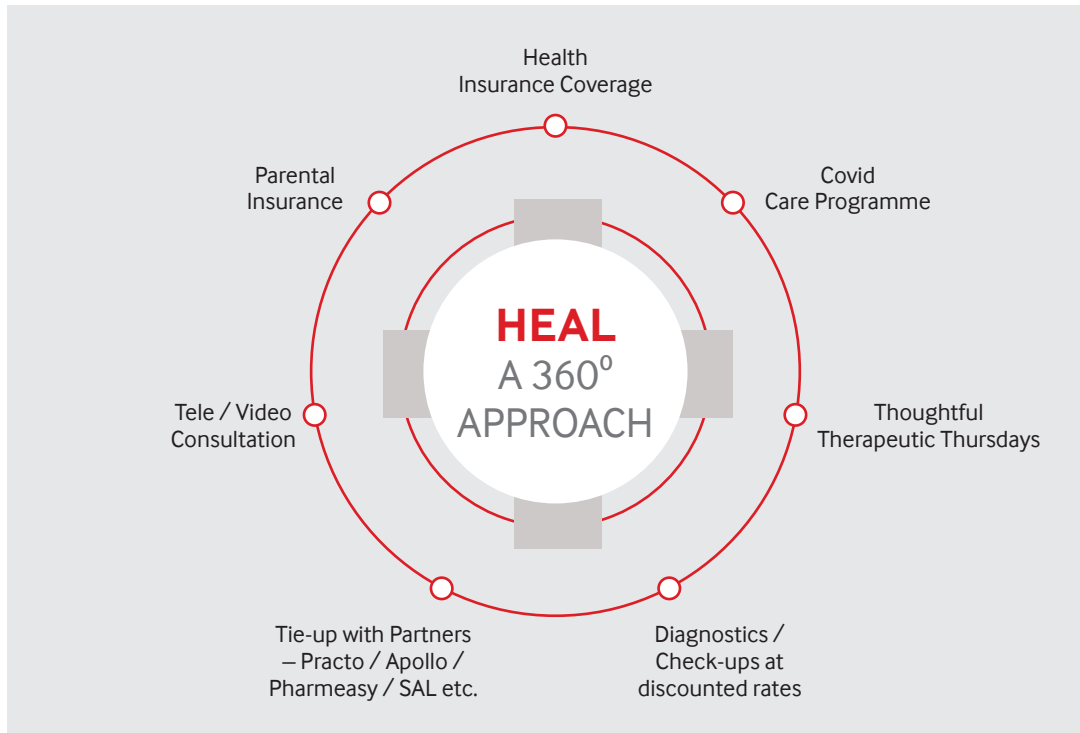 Health
Insurance Coverage
Parental
Insurance
Covid
Care Programme
HEAL
A 360⁰
APPROACH
Tele / Video
Consultation
Thoughtful
Therapeutic Thursdays
Tie-up with Partners
– Practo / Apollo /
Pharmeasy / SAL etc.
Diagnostics /
Check-ups at
discounted rates